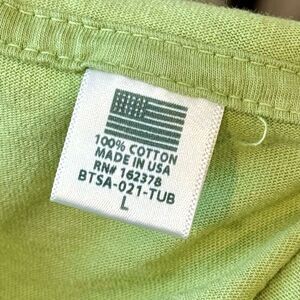 100% COTTON
MADE IN USA
RN# 162378
BTSA-021-TUB
L